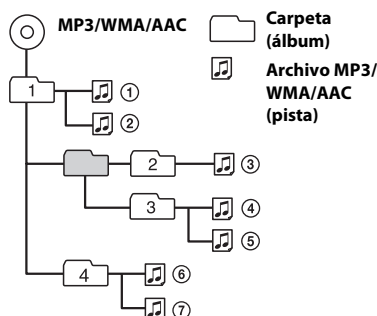 MP3/WMA/AAC
Carpeta
(álbum)
Archivo MP3/
WMA/AAC
(pista)
1
①
②
2
③
3
④
⑤
4
⑥
⑦